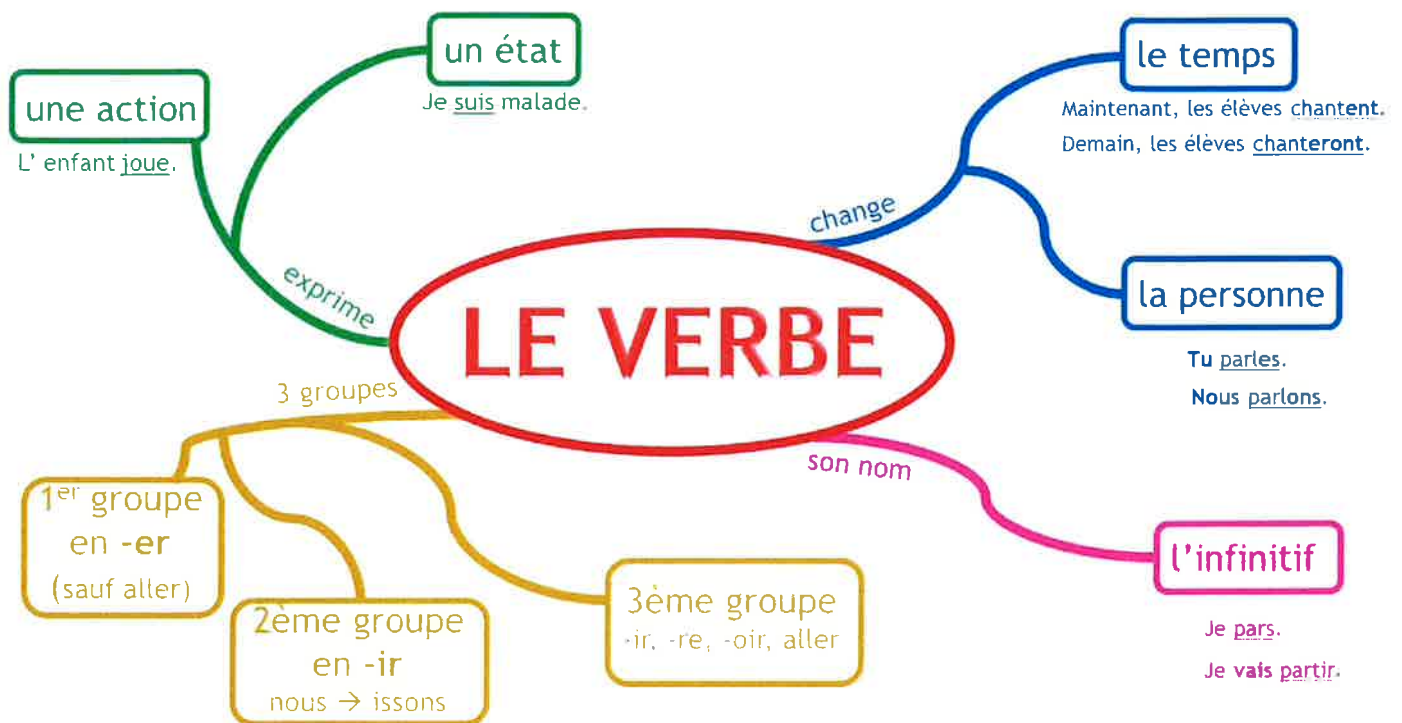 LE VERBE
exprime
une action
L' enfant joue.
un état
Je suis malade.
change
le temps
Maintenant, les élèves chantent.
Demain, les élèves chanteront.
la personne
Tu parles.
Nous parlons.
son nom
l'infinitif
Je pars.
Je vais partir.
3 groupes
1er groupe
en -er
(sauf aller)
2ème groupe
en -ir
nous → issons
3ème groupe
-ir, -re, -oir, aller